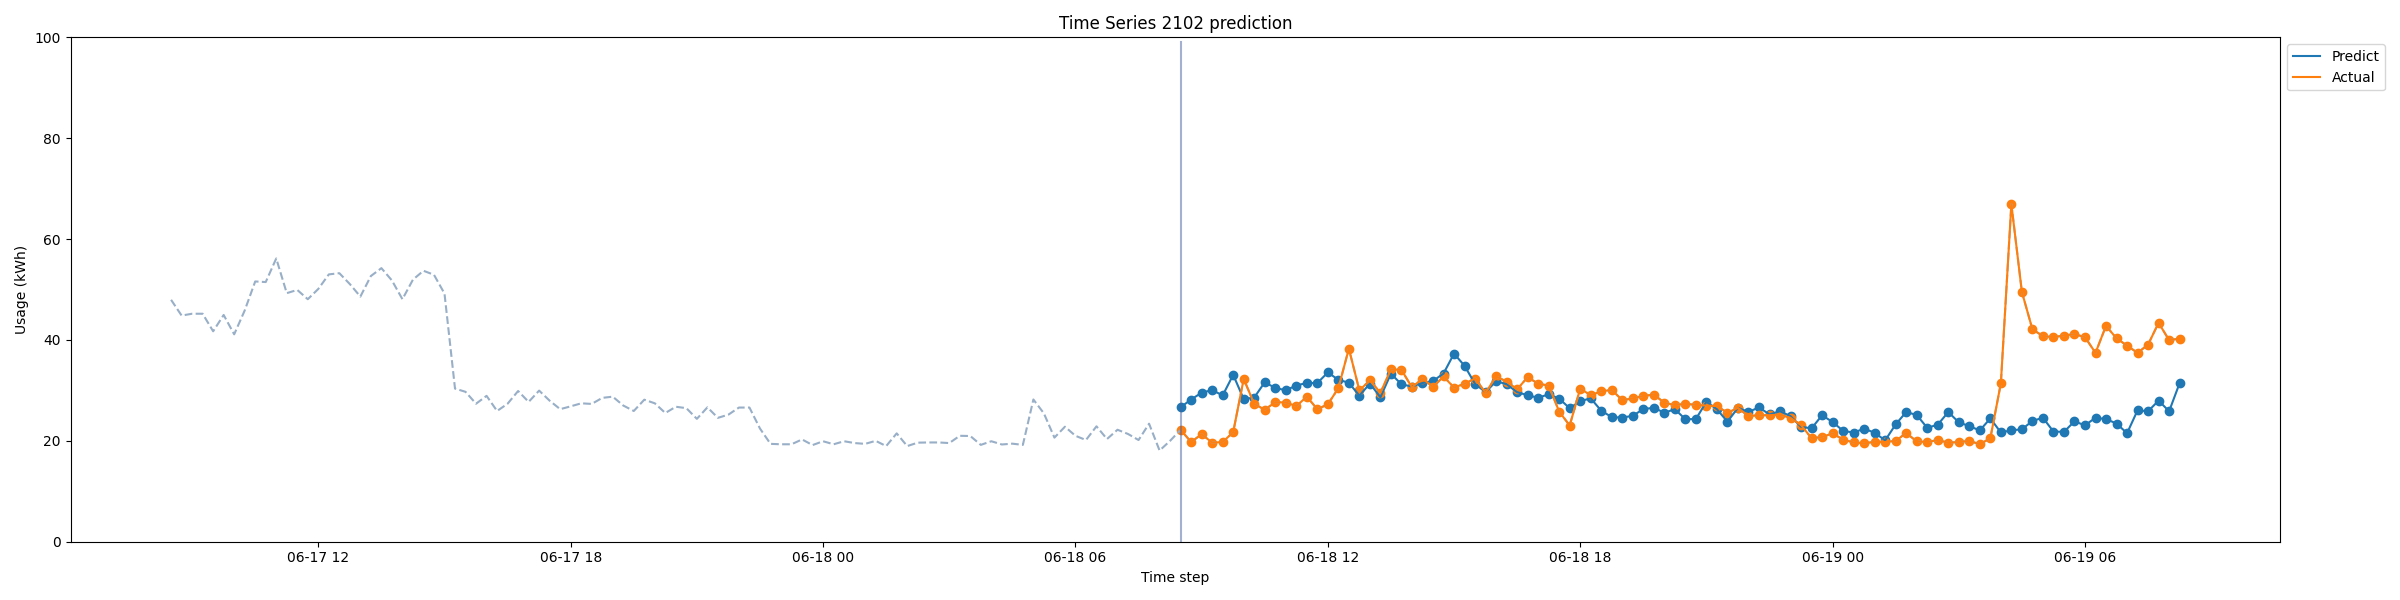 Time Series 2102 prediction
100
80
60
40
20
0
Usage (kWh)
06-17 12
06-17 18
06-18 00
06-18 06
06-18 12
06-18 18
06-19 00
06-19 06
Time step
Predict
Actual